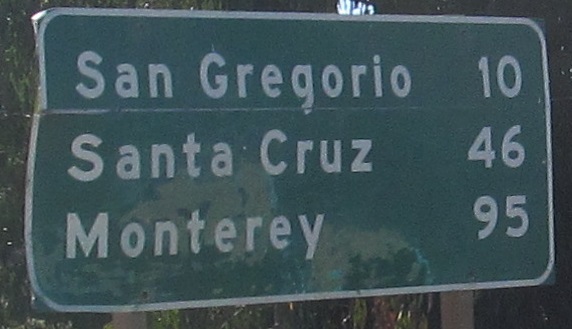 San Gregorio 10
Santa Cruz 46
Monterey 95